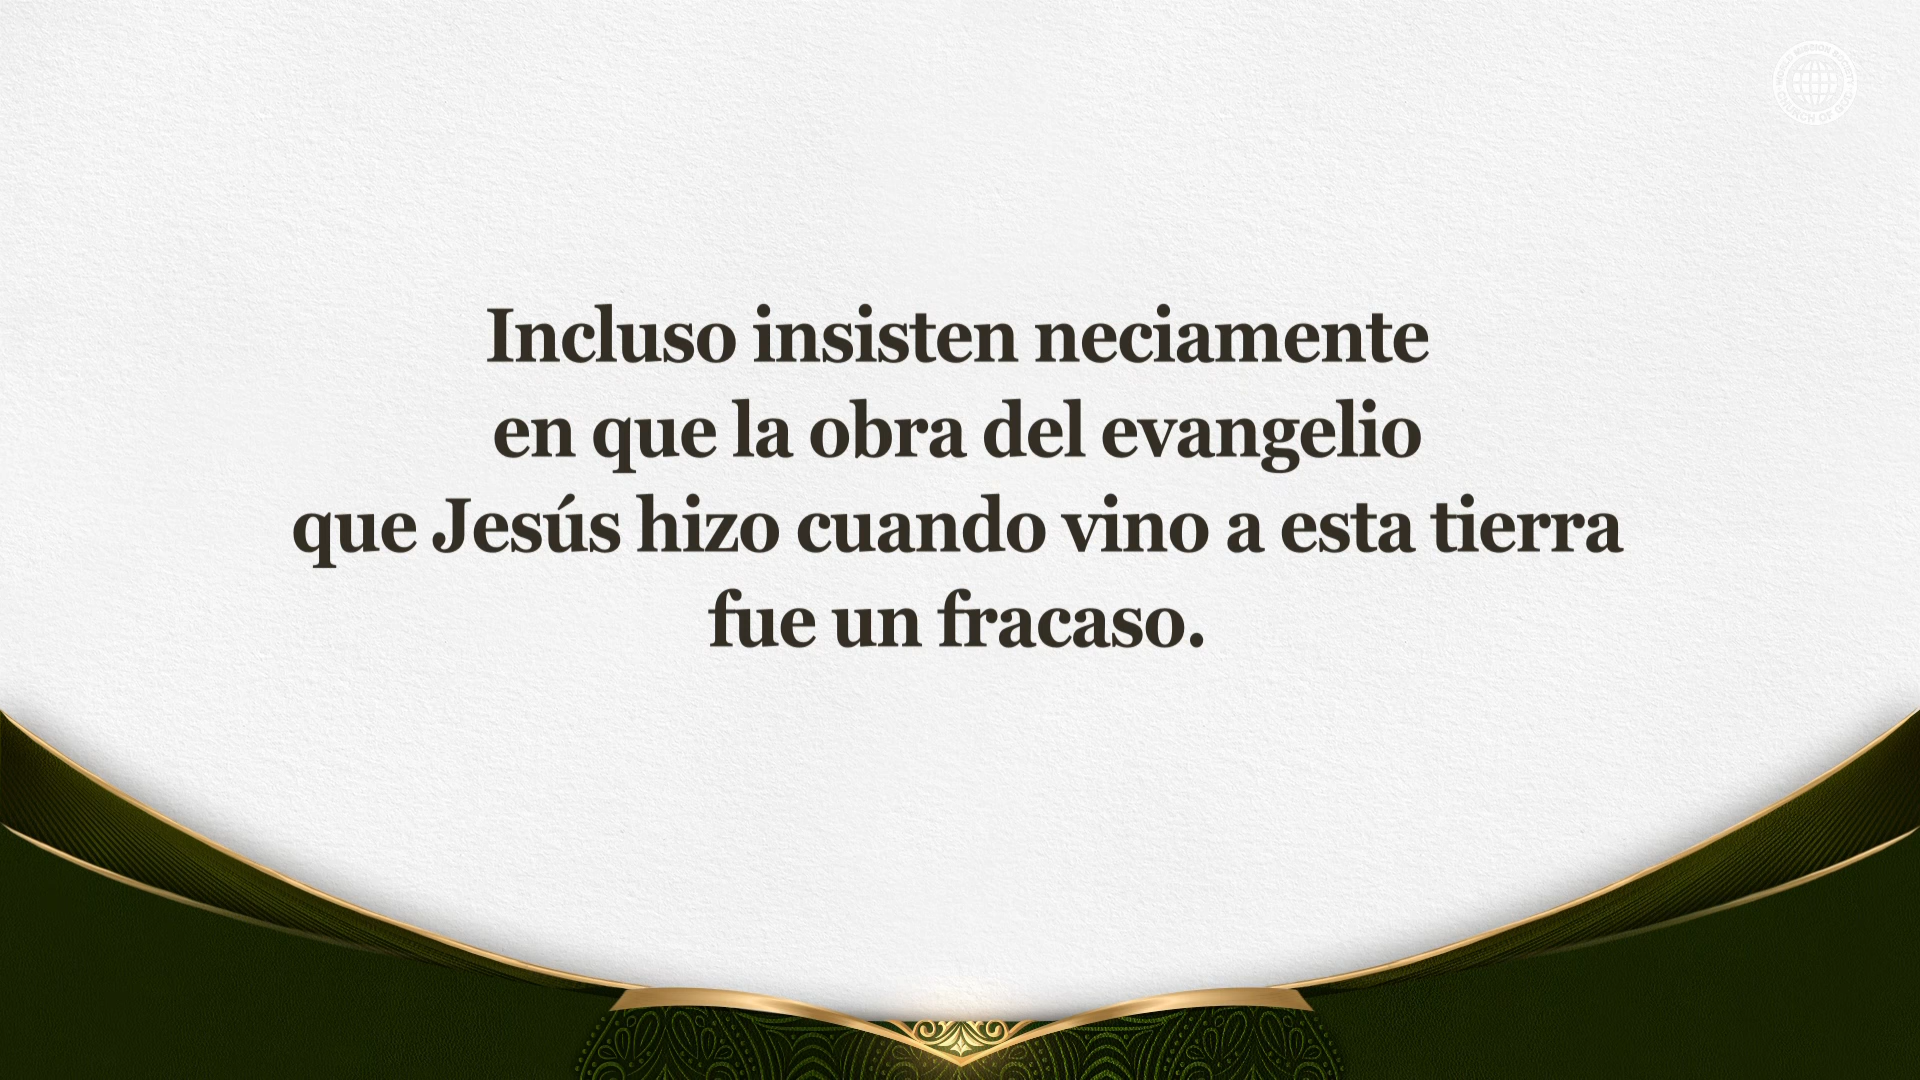 Incluso insisten neciamente
en que la obra del evangelio
que Jesús hizo cuando vino a esta tierra
fue un fracaso.